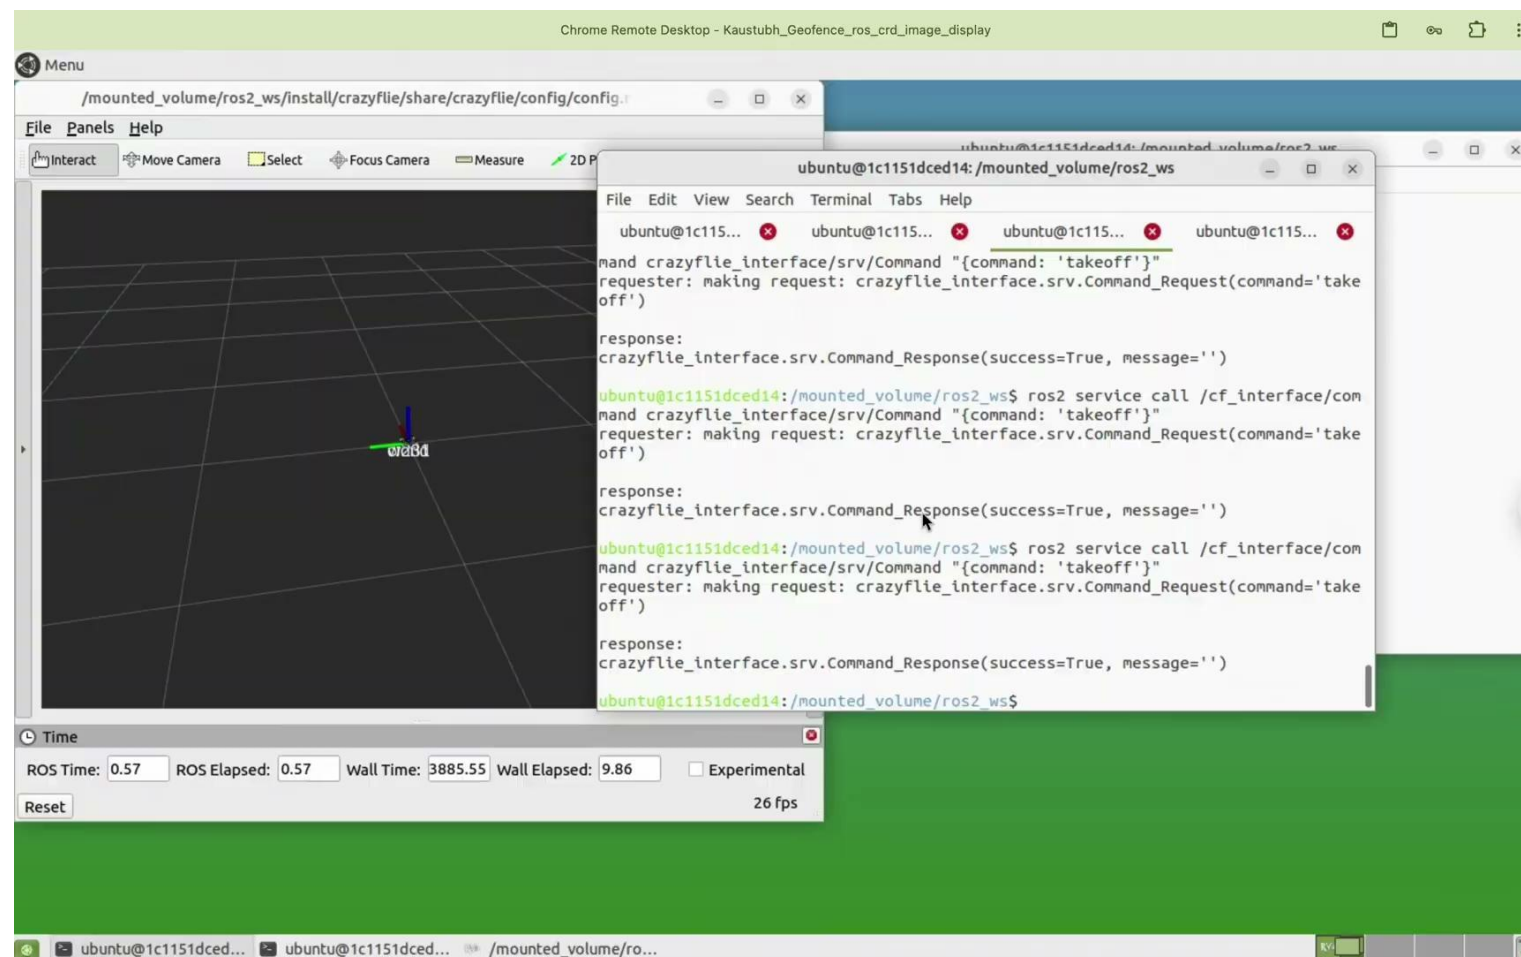 Chrome Remote Desktop - Kaustubh_Geofence_ros_crd_image_display
Menu
/mounted_volume/ros2_ws/install/crazyflie/share/crazyflie/config/config.
File Panels Help
Interact Move Camera Select Focus Camera Measure 2D P
ubuntu@1c1151dced14: /mounted_volume/ros2_ws
ubuntu@1c1151dced14: /mounted_volume/ros2_ws
File Edit View Search Terminal Tabs Help
ubuntu@1c115... ubuntu@1c115... ubuntu@1c115... ubuntu@1c115...
mand crazyflie_interface/srv/Command "{command: 'takeoff'}"
requester: making request: crazyflie_interface.srv.Command_Request(command='take
off')
response:
crazyflie_interface.srv.Command_Response(success=True, message='')
ubuntu@1c1151dced14:/mounted_volume/ros2_ws$ ros2 service call /cf_interface/com
mand crazyflie_interface/srv/Command "{command: 'takeoff'}"
requester: making request: crazyflie_interface.srv.Command_Request(command='take
off')
response:
crazyflie_interface.srv.Command_Response(success=True, message='')
ubuntu@1c1151dced14:/mounted_volume/ros2_ws$ ros2 service call /cf_interface/com
mand crazyflie_interface/srv/Command "{command: 'takeoff'}"
requester: making request: crazyflie_interface.srv.Command_Request(command='take
off')
response:
crazyflie_interface.srv.Command_Response(success=True, message='')
ubuntu@1c1151dced14:/mounted_volume/ros2_ws$
Time
ROS Time: 0.57 ROS Elapsed: 0.57 Wall Time: 3885.55 Wall Elapsed: 9.86 Experimental
Reset 26 fps
ubuntu@1c1151dced... ubuntu@1c1151dced... /mounted_volume/ro...